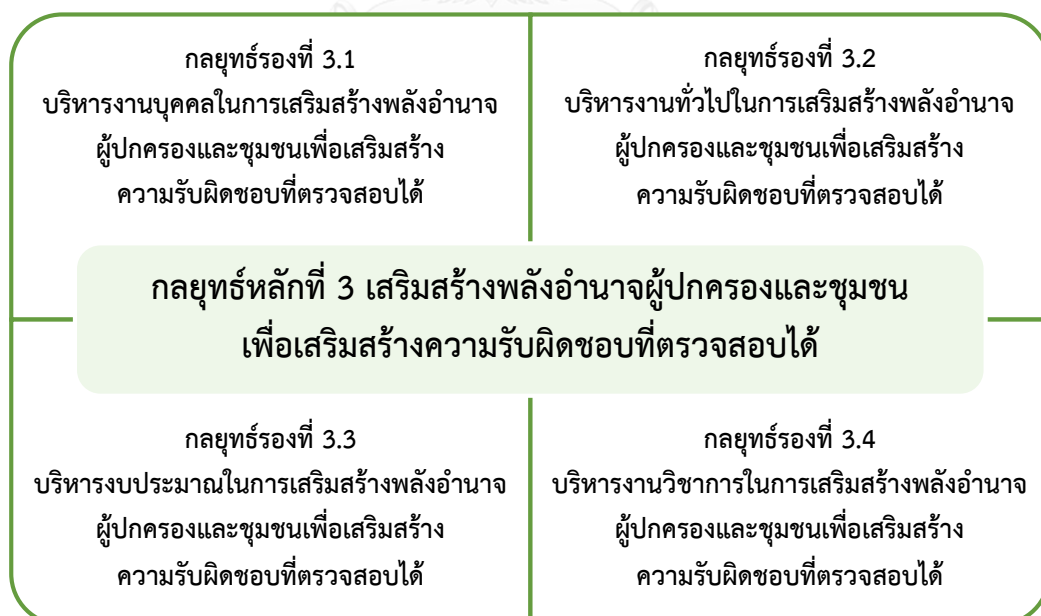 กลยุทธ์รองที่ 3.1
บริหารงานบุคคลในการเสริมสร้างพลังอำนาจ
ผู้ปกครองและชุมชนเพื่อเสริมสร้าง
ความรับผิดชอบที่ตรวจสอบได้
กลยุทธ์รองที่ 3.2
บริหารงานทั่วไปในการเสริมสร้างพลังอำนาจ
ผู้ปกครองและชุมชนเพื่อเสริมสร้าง
ความรับผิดชอบที่ตรวจสอบได้
กลยุทธ์หลักที่ 3 เสริมสร้างพลังอำนาจผู้ปกครองและชุมชน
เพื่อเสริมสร้างความรับผิดชอบที่ตรวจสอบได้
กลยุทธ์รองที่ 3.3
บริหารงบประมาณในการเสริมสร้างพลังอำนาจ
ผู้ปกครองและชุมชนเพื่อเสริมสร้าง
ความรับผิดชอบที่ตรวจสอบได้
กลยุทธ์รองที่ 3.4
บริหารงานวิชาการในการเสริมสร้างพลังอำนาจ
ผู้ปกครองและชุมชนเพื่อเสริมสร้าง
ความรับผิดชอบที่ตรวจสอบได้